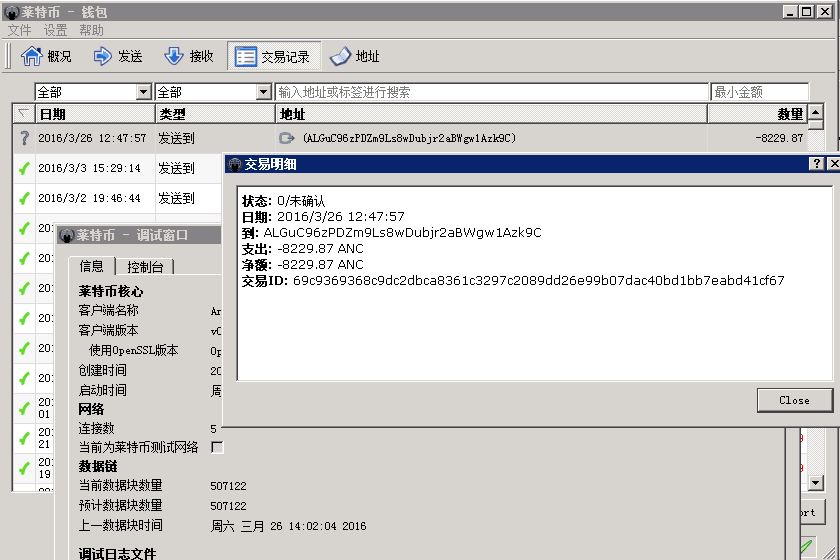 莱特币 - 钱包
文件 设置 帮助
概况 发送 接收 交易记录 地址
全部 全部 输入地址或标签进行搜索 最小金额
日期 类型 地址 数量
2016/3/26 12:47:57 发送到 (ALGuC96zPDZm9Ls8wDubjr2aBWgw1Azk9C) -8229.87
2016/3/3 15:29:14 发送到
2016/3/2 19:46:44 发送到
交易明细
状态: 0/未确认
日期: 2016/3/26 12:47:57
到: ALGuC96zPDZm9Ls8wDubjr2aBWgw1Azk9C
支出: -8229.87 ANC
净额: -8229.87 ANC
交易ID: 69c9369368c9dc2dbca8361c3297c2089dd26e99b07dac40bd1bb7eabd41cf67
Close
莱特币 - 调试窗口
信息 控制台
莱特币核心
客户端名称
客户端版本
使用OpenSSL版本
创建时间
启动时间
网络
连接数 5
当前为莱特币测试网络
数据链
当前数据块数量 507122
预计数据块数量 507122
上一数据块时间 周六 三月 26 14:02:04 2016
调试日志文件